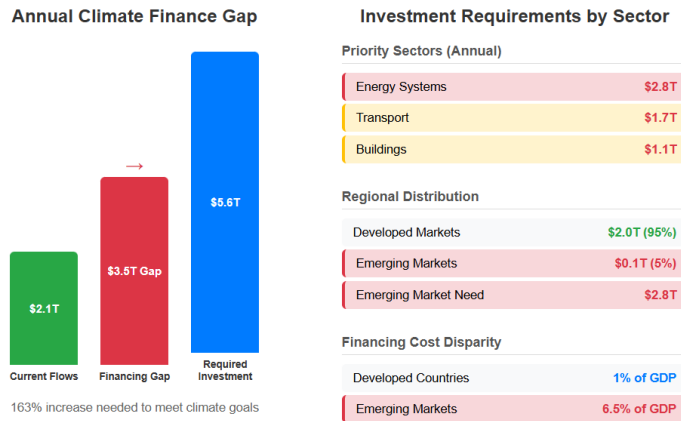 Annual Climate Finance Gap
→
$5.6T
$3.5T Gap
$2.1T
Current Flows
Financing Gap
Required
Investment
163% increase needed to meet climate goals
Investment Requirements by Sector
Priority Sectors (Annual)
Energy Systems $2.8T
Transport $1.7T
Buildings $1.1T
Regional Distribution
Developed Markets $2.0T (95%)
Emerging Markets $0.1T (5%)
Emerging Market Need $2.8T
Financing Cost Disparity
Developed Countries 1% of GDP
Emerging Markets 6.5% of GDP